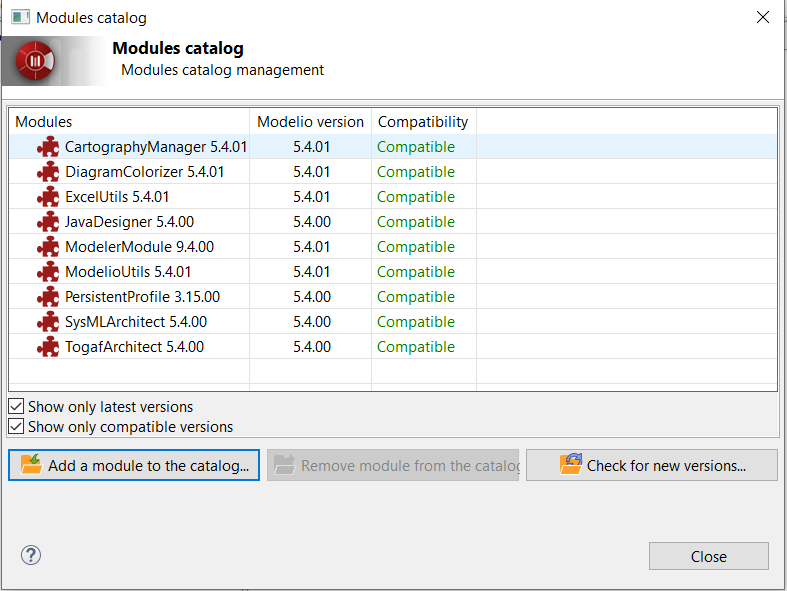 Modules catalog
Modules catalog
Modules catalog management
Modules Modelio version Compatibility
CartographyManager 5.4.01 5.4.01 Compatible
DiagramColorizer 5.4.01 5.4.01 Compatible
ExcelUtils 5.4.01 5.4.01 Compatible
JavaDesigner 5.4.00 5.4.00 Compatible
ModelerModule 9.4.00 5.4.01 Compatible
ModelioUtils 5.4.01 5.4.01 Compatible
PersistentProfile 3.15.00 5.4.00 Compatible
SysMLArchitect 5.4.00 5.4.00 Compatible
TogafArchitect 5.4.00 5.4.00 Compatible
Show only latest versions
Show only compatible versions
Add a module to the catalog... Remove module from the catalog Check for new versions...
? Close